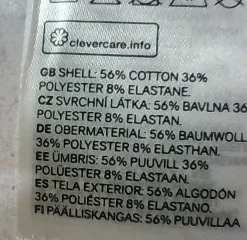 clevercare.info
GB SHELL: 56% COTTON 36%
POLYESTER 8% ELASTANE.
CZ SVRCHNÍ LÁTKA: 56% BAVLNA 36
POLYESTER 8% ELASTAN.
DE OBERMATERIAL: 56% BAUMWOLL
36% POLYESTER 8% ELASTHAN.
EE ÜMBRIS: 56% PUUVILL 36%
POLÜESTER 8% ELASTAAN.
ES TELA EXTERIOR: 56% ALGODÓN
36% POLIÉSTER 8% ELASTANO.
FI PÄÄLLISKANGAS: 56% PUUVILLAA